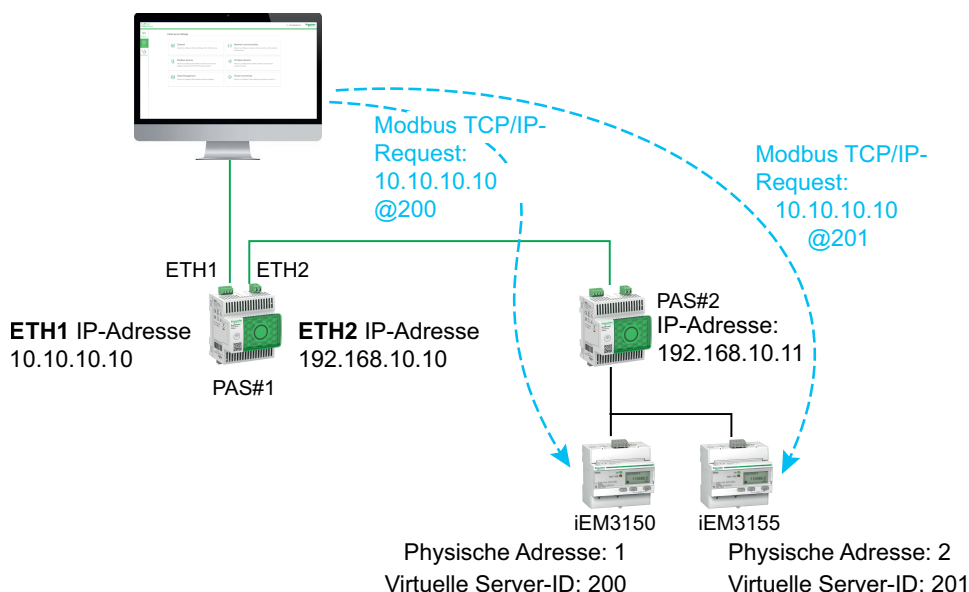 Modbus TCP/IP-
Request:
10.10.10.10
@200
Modbus TCP/IP-
Request:
10.10.10.10
@201
ETH1
ETH2
ETH1 IP-Adresse
10.10.10.10
ETH2 IP-Adresse
192.168.10.10
PAS#1
PAS#2
IP-Adresse:
192.168.10.11
iEM3150
iEM3155
Physische Adresse: 1
Virtuelle Server-ID: 200
Physische Adresse: 2
Virtuelle Server-ID: 201